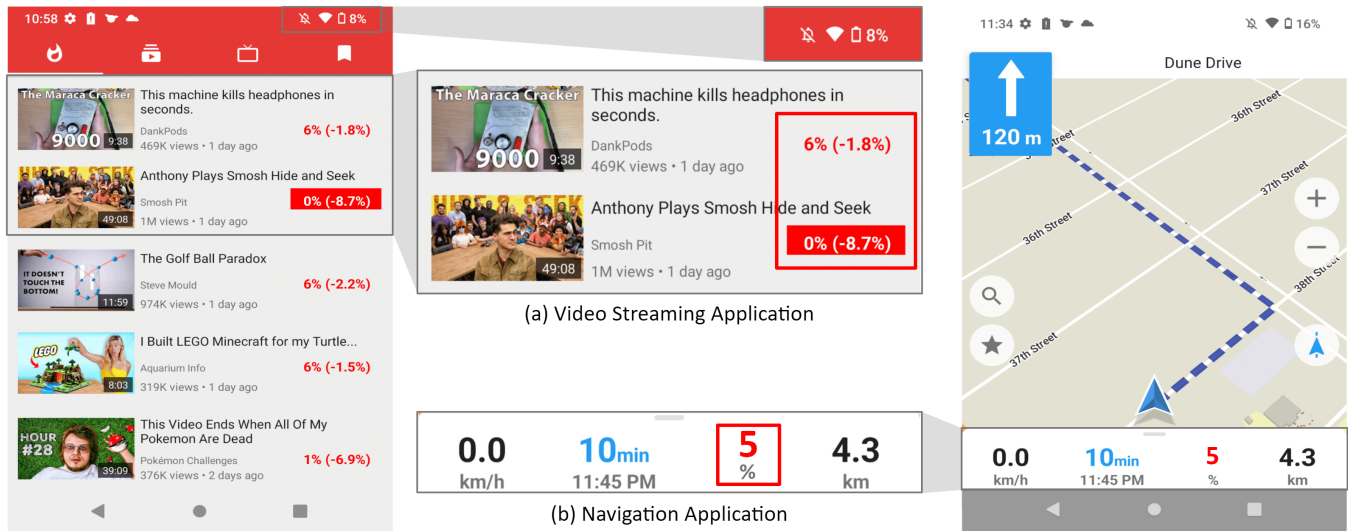 10:58
8%
The Maraca Cracker
9000
9:38
This machine kills headphones in
seconds.
DankPods
6% (-1.8%)
469K views • 1 day ago
49:08
Anthony Plays Smosh Hide and Seek
Smosh Pit
0% (-8.7%)
1M views • 1 day ago
IT DOESN'T
TOUCH THE
BOTTOM!
11:59
The Golf Ball Paradox
Steve Mould
6% (-2.2%)
974K views • 1 day ago
LEGO
8:03
I Built LEGO Minecraft for my Turtle...
Aquarium Info
6% (-1.5%)
319K views • 1 day ago
HOUR
#28
39:09
This Video Ends When All Of My
Pokemon Are Dead
Pokémon Challenges
1% (-6.9%)
376K views • 2 days ago
8%
The Maraca Cracker
9000
9:38
This machine kills headphones in
seconds.
DankPods
6% (-1.8%)
469K views • 1 day ago
49:08
Anthony Plays Smosh Hide and Seek
Smosh Pit
0% (-8.7%)
1M views • 1 day ago
(a) Video Streaming Application
0.0
km/h
10min
11:45 PM
5
%
4.3
km
(b) Navigation Application
11:34
16%
Dune Drive
120 m
36th Street
37th Street
36th Street
38th Street
37th Street
0.0
km/h
10min
11:45 PM
5
%
4.3
km